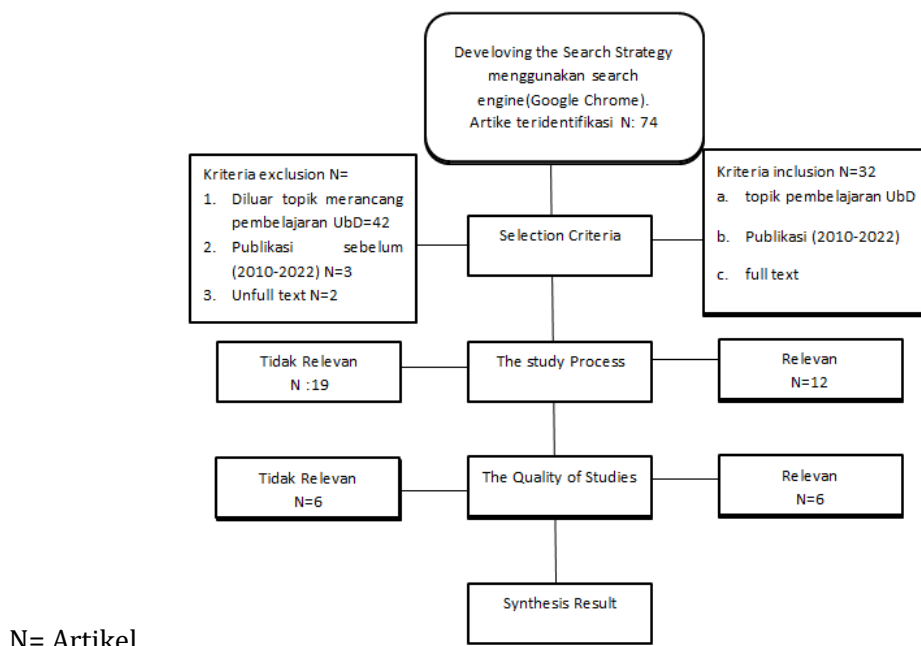 Develoving the Search Strategy
menggunakan search
engine(Google Chrome).
Artike teridentifikasi N: 74
Kriteria exclusion N=
1. Diluar topik merancang
pembelajaran UbD=42
2. Publikasi sebelum
(2010-2022) N=3
3. Unfull text N=2
Selection Criteria
Kriteria inclusion N=32
a. topik pembelajaran UbD
b. Publikasi (2010-2022)
c. full text
Tidak Relevan
N :19
The study Process
Relevan
N=12
Tidak Relevan
N=6
The Quality of Studies
Relevan
N=6
Synthesis Result
N= Artikel